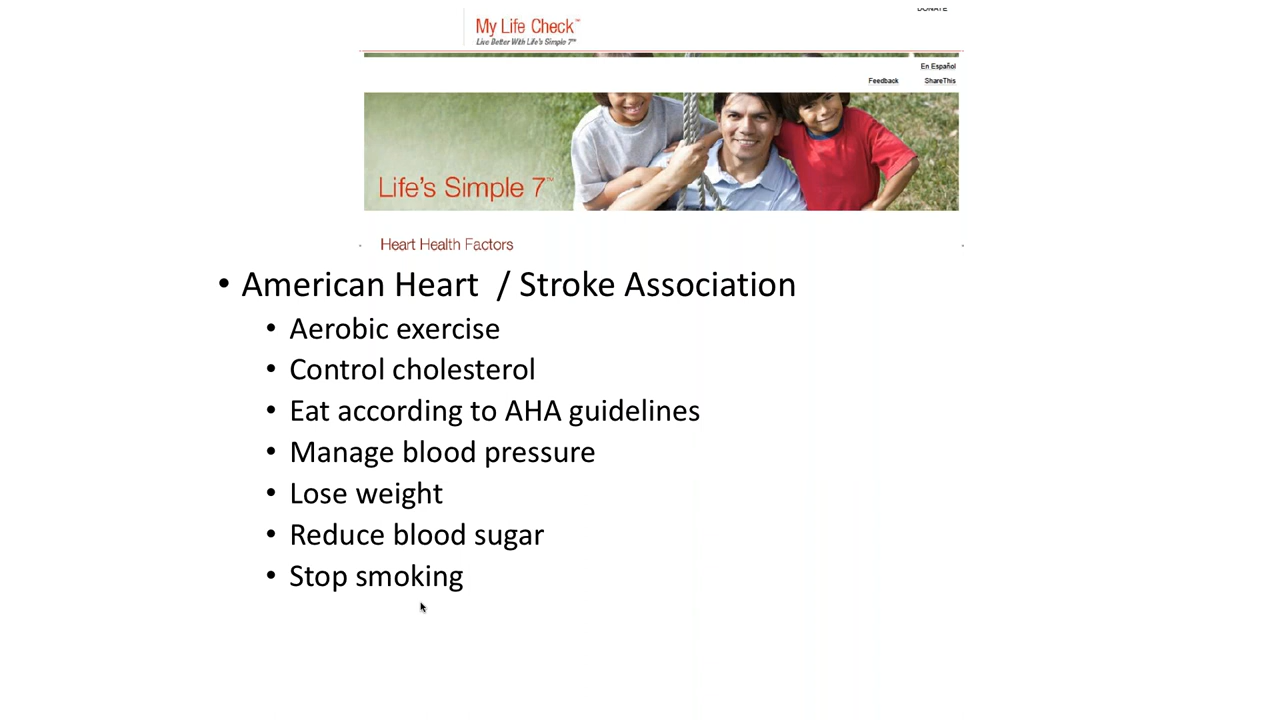 DONATE
My Life Check™
Live Better With Life's Simple 7™
En Español
Feedback ShareThis
Life's Simple 7™
Heart Health Factors
• American Heart / Stroke Association
• Aerobic exercise
• Control cholesterol
• Eat according to AHA guidelines
• Manage blood pressure
• Lose weight
• Reduce blood sugar
• Stop smoking